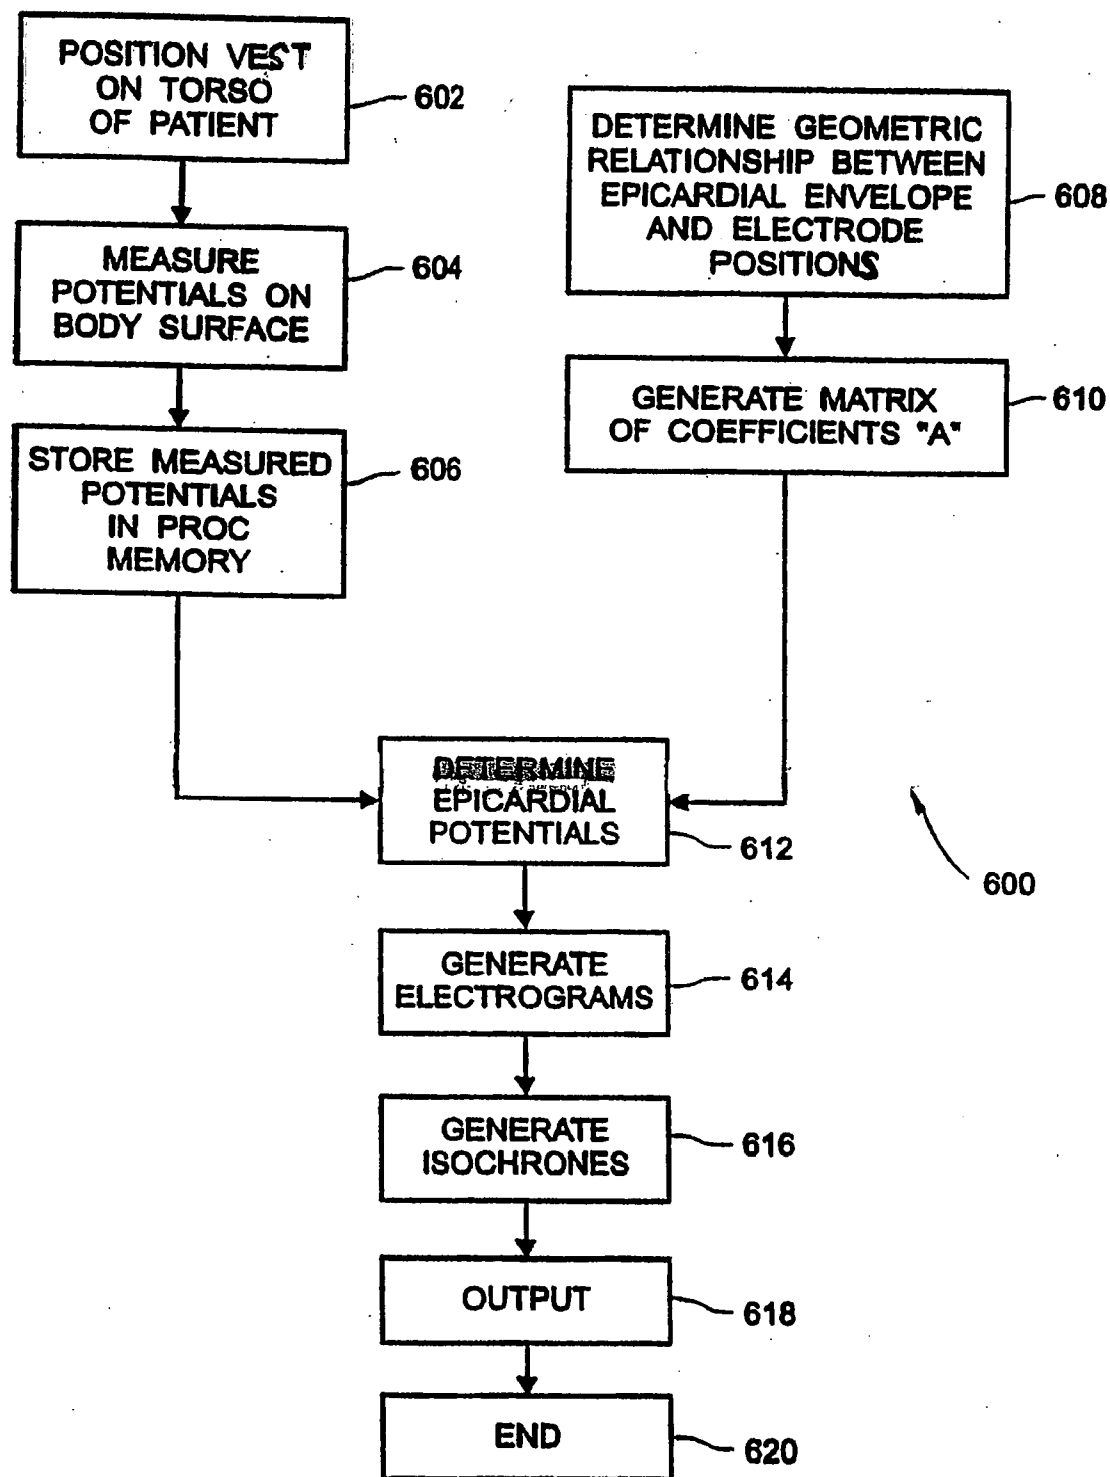 POSITION VEST
ON TORSO
OF PATIENT
602
MEASURE
POTENTIALS ON
BODY SURFACE
604
STORE MEASURED
POTENTIALS
IN PROC
MEMORY
606
DETERMINE GEOMETRIC
RELATIONSHIP BETWEEN
EPICARDIAL ENVELOPE
AND ELECTRODE
POSITIONS
608
GENERATE MATRIX
OF COEFFICIENTS "A"
610
DETERMINE
EPICARDIAL
POTENTIALS
612
600
GENERATE
ELECTROGRAMS
614
GENERATE
ISOCHRONES
616
OUTPUT
618
END
620